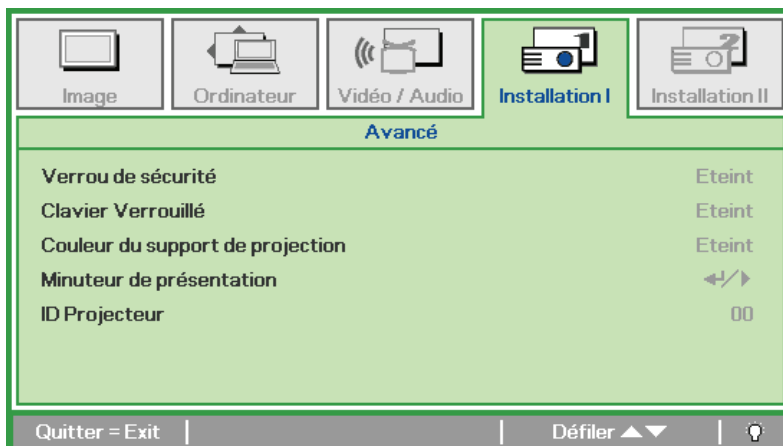 Image
Ordinateur
Vidéo / Audio
Installation I
Installation II
Avancé
Verrou de sécurité Eteint
Clavier Verrouillé Eteint
Couleur du support de projection Eteint
Minuteur de présentation
ID Projecteur 00
Quitter = Exit Défiler